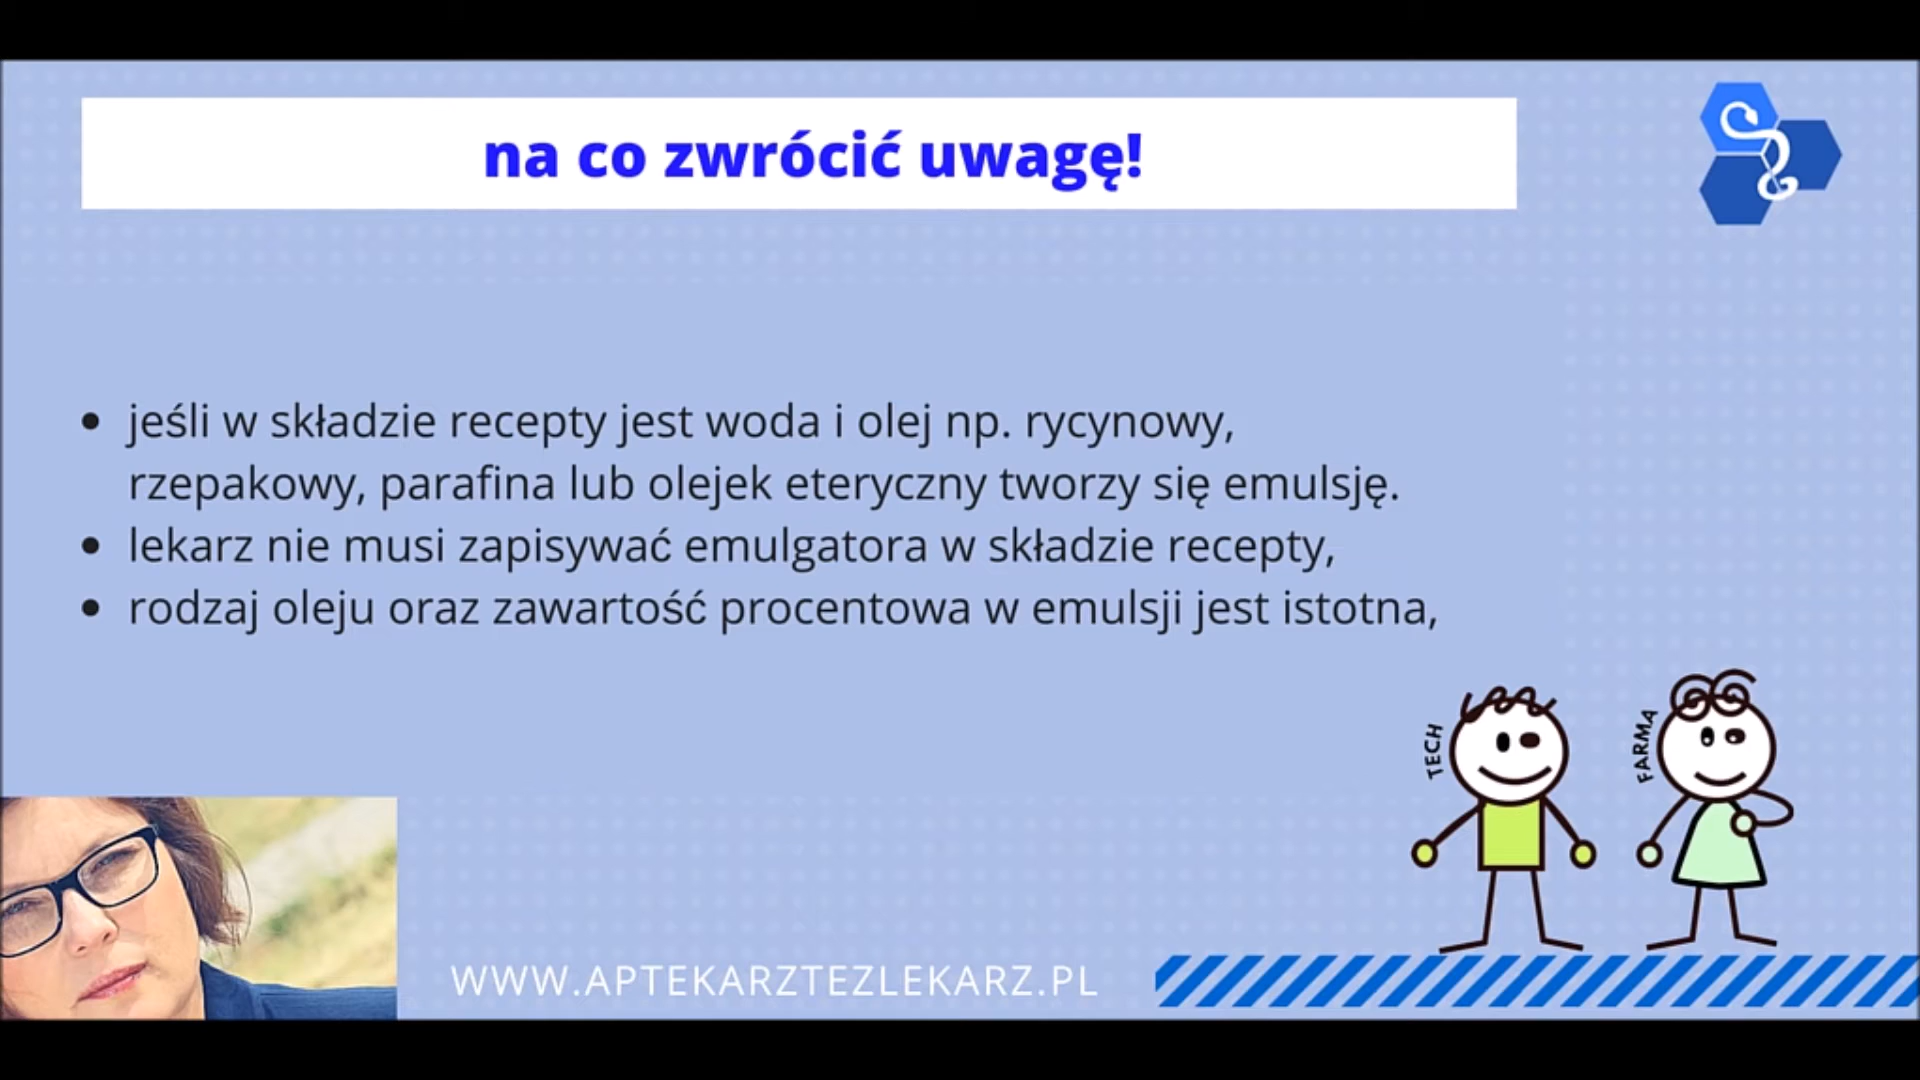 na co zwrócić uwagę!
• jeśli w składzie recepty jest woda i olej np. rycynowy,
rzepakowy, parafina lub olejek eteryczny tworzy się emulsję.
• lekarz nie musi zapisywać emulgatora w składzie recepty,
• rodzaj oleju oraz zawartość procentowa w emulsji jest istotna,
TECH
FARMA
WWW.APTEKARZTEZLEKARZ.PL